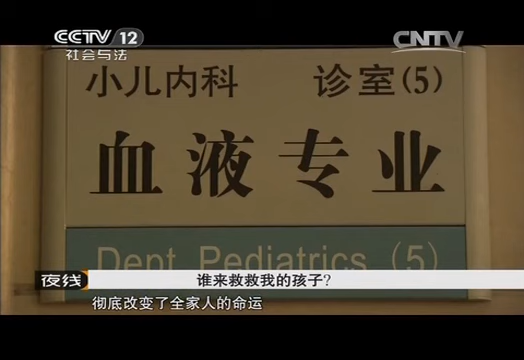 CCTV 12
社会与法
CNTV
小儿内科 诊室(5)
血液专业
Dept. Pediatrics (5)
夜线 谁来救救我的孩子?
彻底改变了全家人的命运